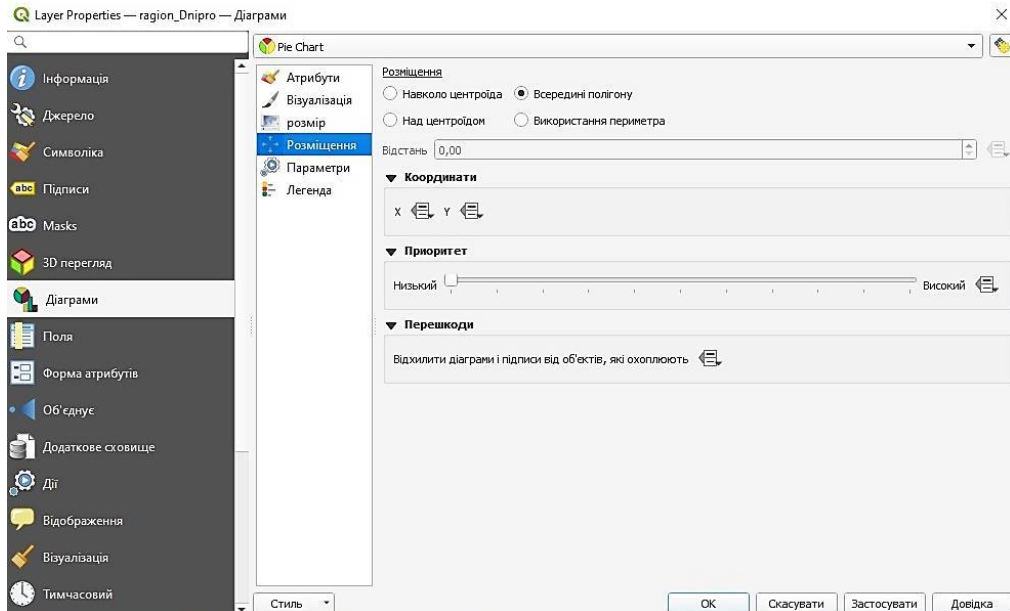 Layer Properties — ragion_Dnipro — Діаграми
Pie Chart
Інформація
Джерело
Символіка
abc Підписи
abc Masks
3D перегляд
Діаграми
Поля
Форма атрибутів
Об'єднує
Додаткове сховище
Дії
Відображення
Візуалізація
Тимчасовий
Атрибути
Візуалізація
розмір
Розміщення
Параметри
Легенда
Розміщення
Навколо центроїда Всередині полігону
Над центроїдом Використання периметра
Відстань 0,00
Координати
X Y
Приоритет
Низький Високий
Перешкоди
Відхилити діаграми і підписи від об'єктів, які охоплюють
Стиль OK Скасувати Застосувати Довідка